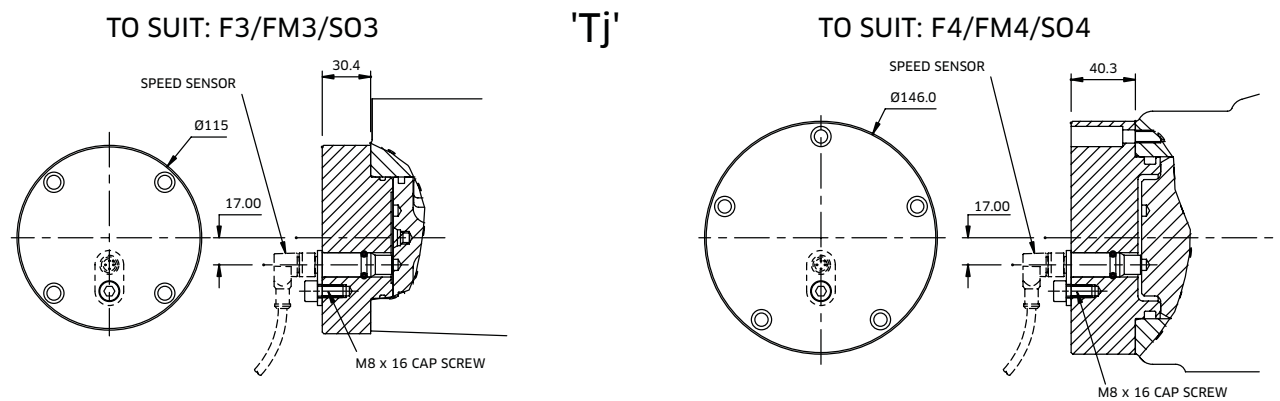 TO SUIT: F3/FM3/SO3
'Tj'
TO SUIT: F4/FM4/SO4
30.4
SPEED SENSOR
Ø115
17.00
M8 x 16 CAP SCREW
40.3
SPEED SENSOR
Ø146.0
17.00
M8 x 16 CAP SCREW